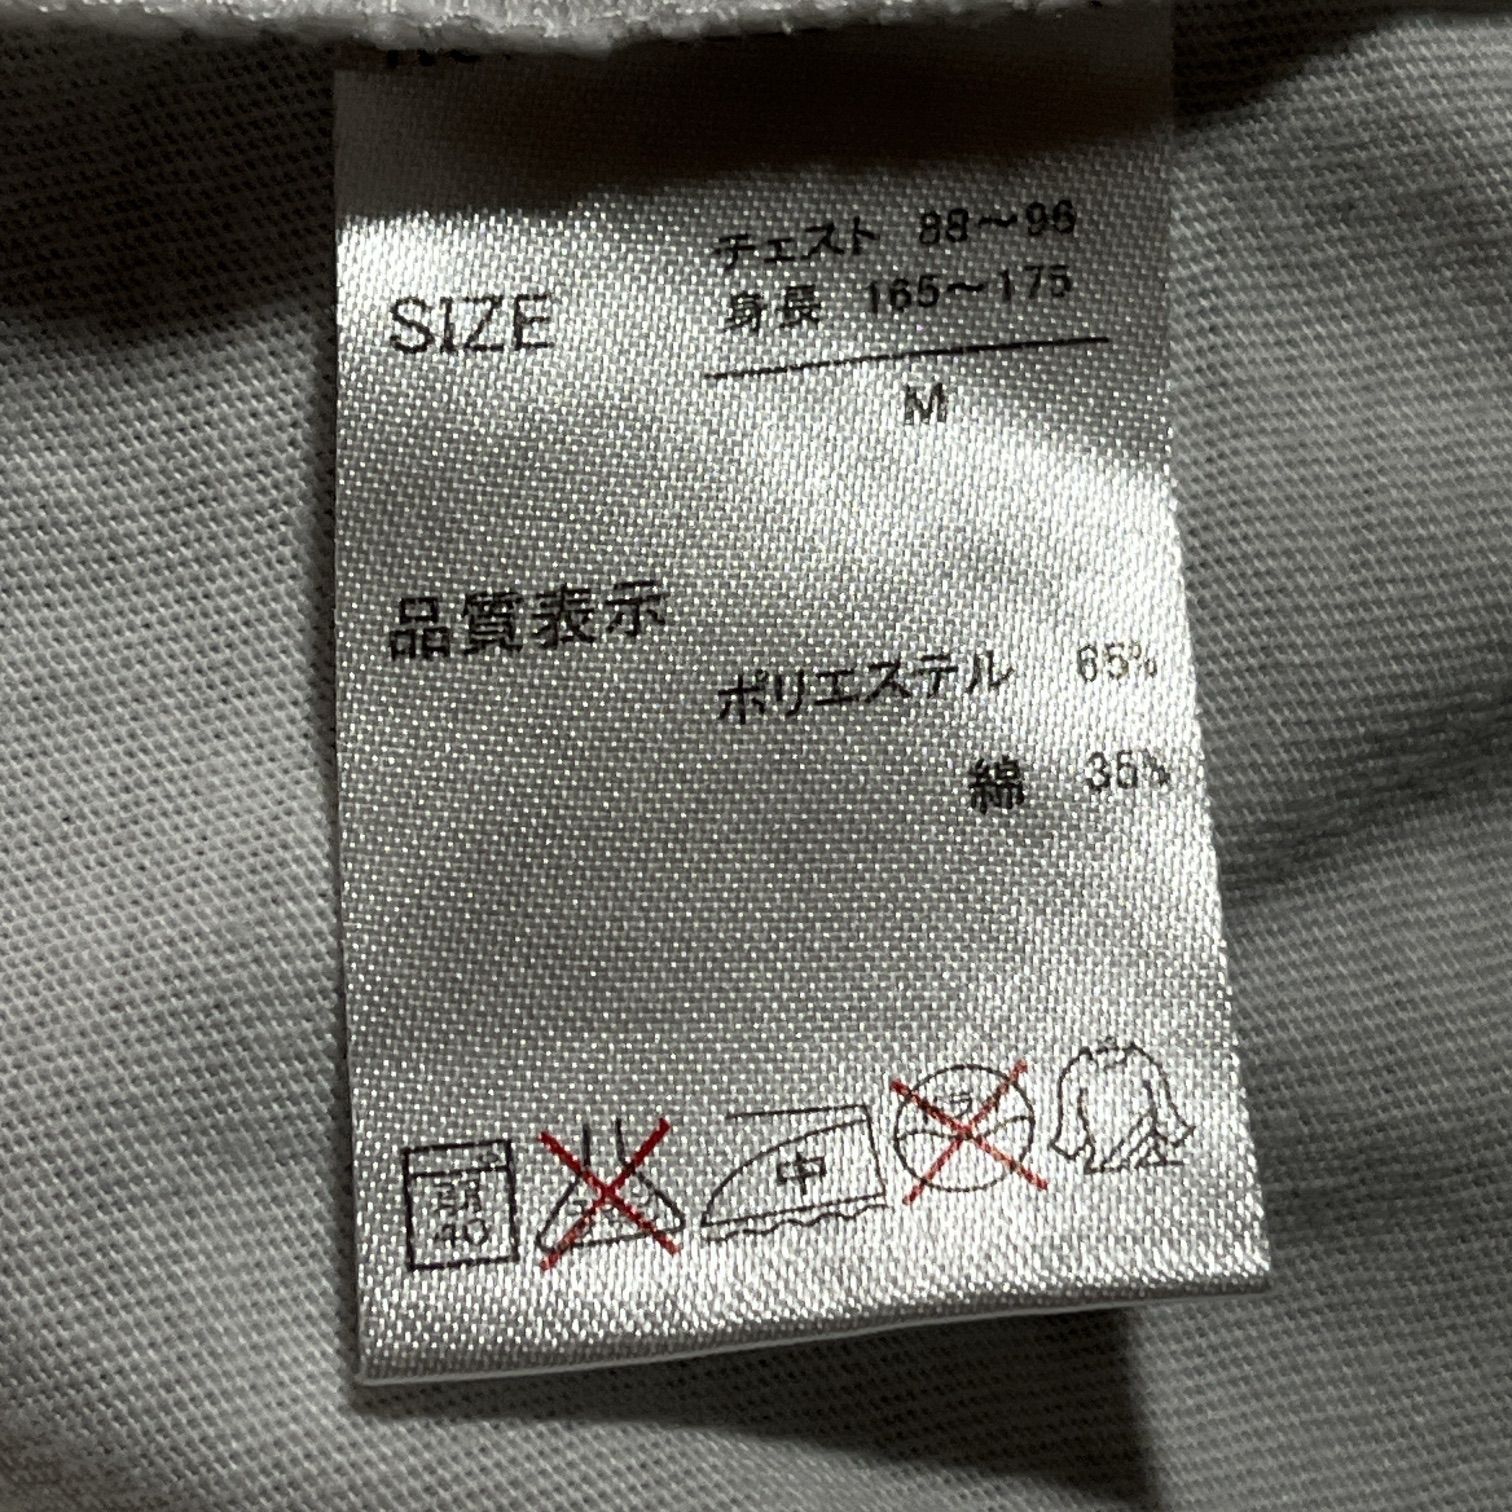 チェスト 88～96
SIZE
身長 165～175
M
品質表示
ポリエステル 65%
綿 35%
弱
40
中